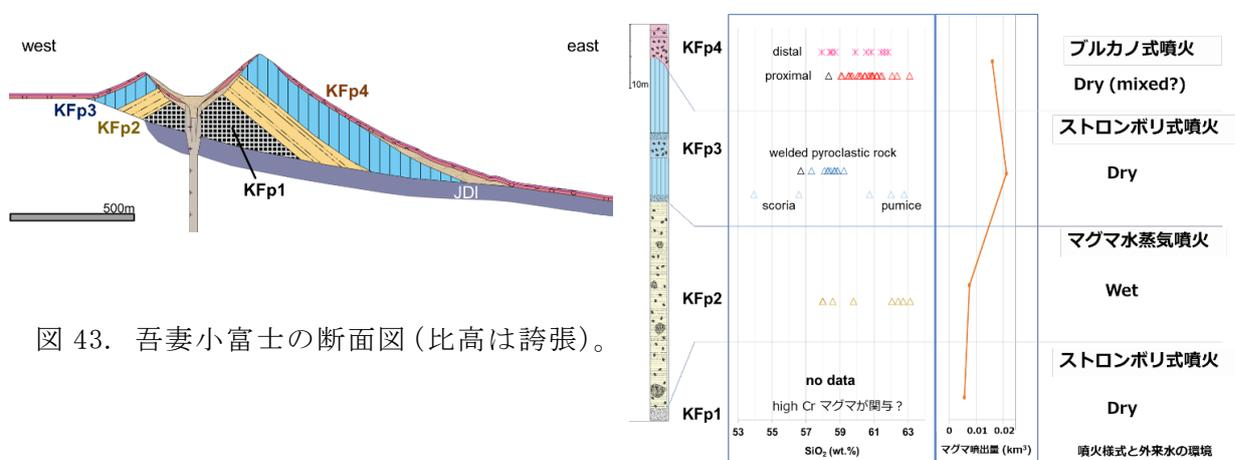 west
east
KFp4
KFp3
KFp2
KFp1
JDI
500m
図 43. 吾妻小富士の断面図(比高は誇張)。
10m
KFp4
distal
proximal
ブルカノ式噴火
Dry (mixed?)
KFp3
welded pyroclastic rock
scoria
pumice
ストロンボリ式噴火
Dry
KFp2
マグマ水蒸気噴火
Wet
KFp1
no data
high Cr マグマが関与?
ストロンボリ式噴火
Dry
53 55 57 59 61 63
SiO₂ (wt.%)
0 0.01 0.02
マグマ噴出量 (km³)
噴火様式と外来水の環境